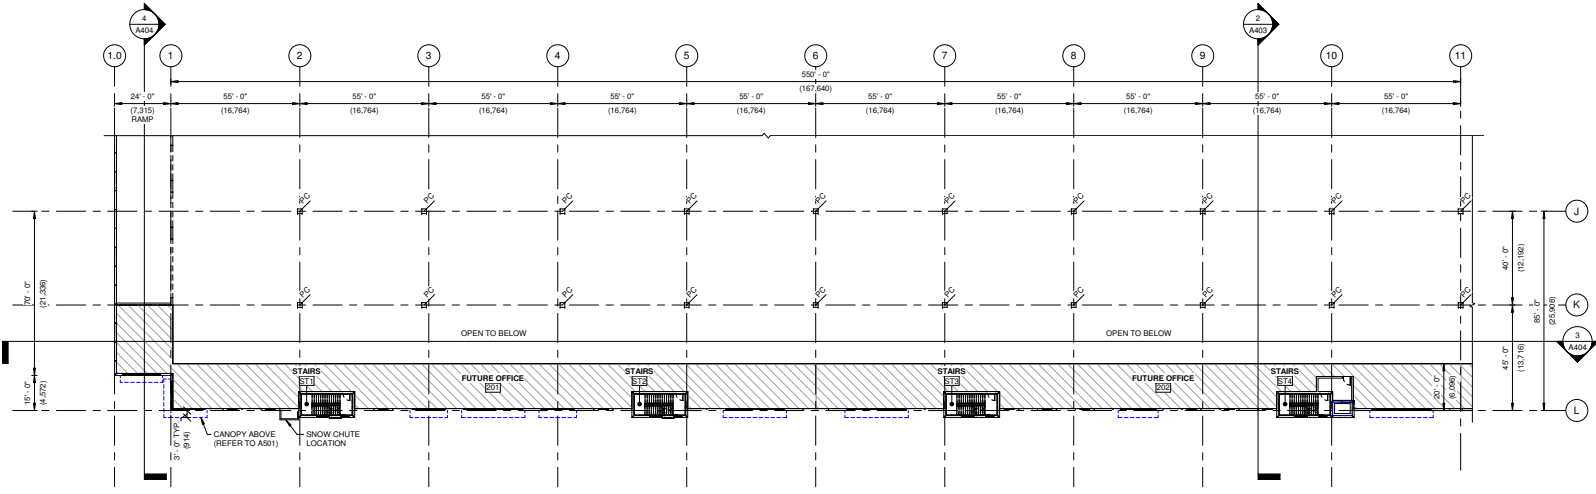 4
A404
2
A403
1.0
1
2
3
4
5
6
7
8
9
10
11
550' - 0"
(167,640)
24' - 0"
(7,315)
RAMP
55' - 0"
(16,764)
55' - 0"
(16,764)
55' - 0"
(16,764)
55' - 0"
(16,764)
55' - 0"
(16,764)
55' - 0"
(16,764)
55' - 0"
(16,764)
55' - 0"
(16,764)
55' - 0"
(16,764)
55' - 0"
(16,764)
PC
PC
PC
PC
PC
PC
PC
PC
PC
PC
J
70' - 0"
(21,336)
40' - 0"
(12,192)
85' - 0"
(25,908)
PC
PC
PC
PC
PC
PC
PC
PC
PC
PC
K
OPEN TO BELOW
OPEN TO BELOW
3
A404
45' - 0"
(13,716)
15' - 0"
(4,572)
STAIRS
ST1
FUTURE OFFICE
201
STAIRS
ST2
STAIRS
ST3
FUTURE OFFICE
202
STAIRS
ST4
20' - 0"
(6,096)
L
3' - 0" TYP.
(914)
CANOPY ABOVE
(REFER TO A501)
SNOW CHUTE
LOCATION